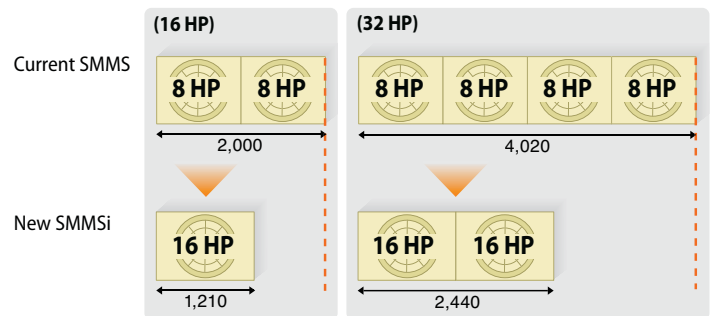 (16 HP)
(32 HP)
Current SMMS
8 HP
8 HP
8 HP
8 HP
8 HP
8 HP
2,000
4,020
New SMMSi
16 HP
16 HP
16 HP
1,210
2,440